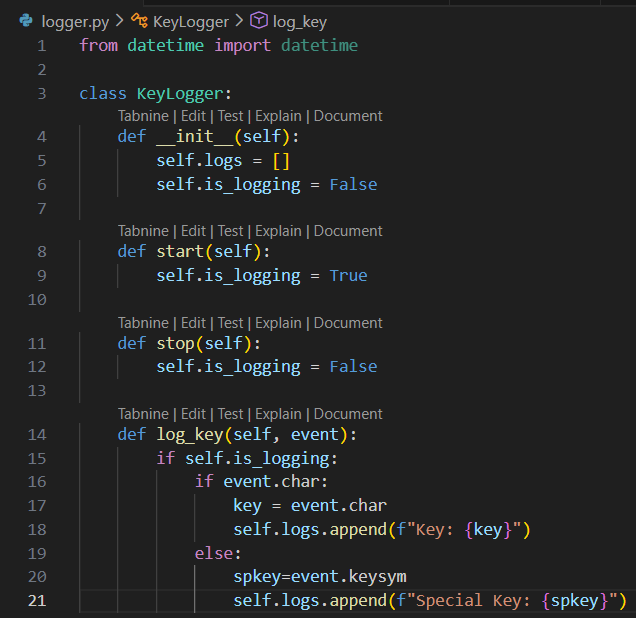 logger.py > KeyLogger > log_key
1 from datetime import datetime
2
3 class KeyLogger:
Tabnine | Edit | Test | Explain | Document
4     def __init__(self):
5         self.logs = []
6         self.is_logging = False
7
Tabnine | Edit | Test | Explain | Document
8     def start(self):
9         self.is_logging = True
10
Tabnine | Edit | Test | Explain | Document
11     def stop(self):
12         self.is_logging = False
13
Tabnine | Edit | Test | Explain | Document
14     def log_key(self, event):
15         if self.is_logging:
16             if event.char:
17                 key = event.char
18                 self.logs.append(f"Key: {key}")
19             else:
20                 spkey=event.keysym
21                 self.logs.append(f"Special Key: {spkey}")